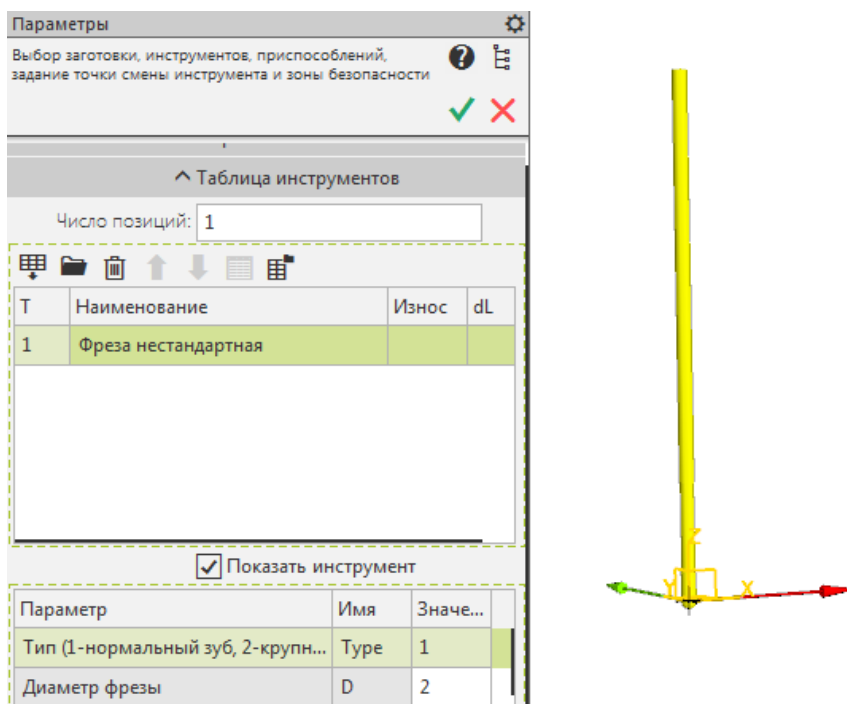 Параметры
Выбор заготовки, инструментов, приспособлений,
задание точки смены инструмента и зоны безопасности
Таблица инструментов
Число позиций: 1
T Наименование Износ dL
1 Фреза нестандартная
Показать инструмент
Параметр Имя Значе...
Тип (1-нормальный зуб, 2-крупн... Type 1
Диаметр фрезы D 2
Z
Y X